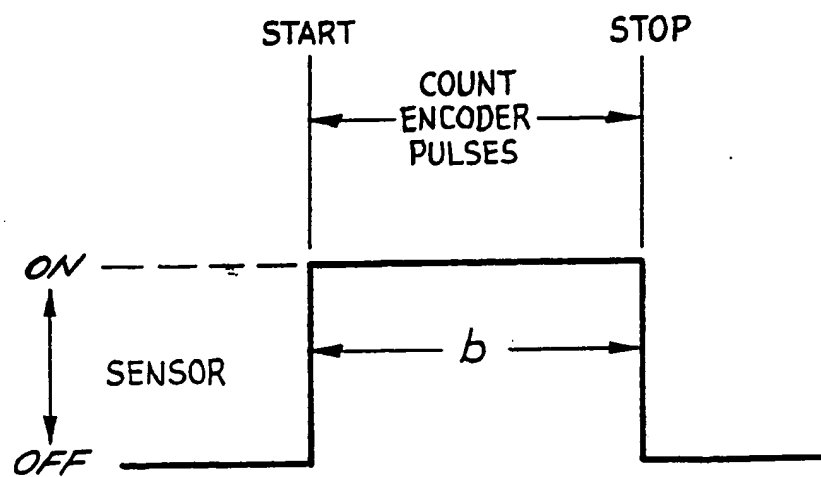 START
STOP
COUNT
ENCODER
PULSES
ON
b
SENSOR
OFF